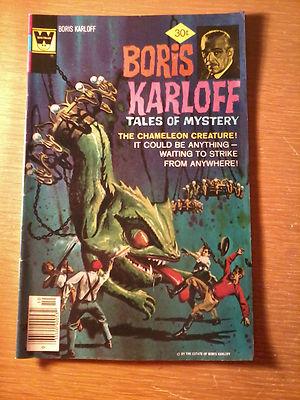 BORIS KARLOFF
30¢
BORIS
KARLOFF
TALES OF MYSTERY
THE CHAMELEON CREATURE!
IT COULD BE ANYTHING—
WAITING TO STRIKE
FROM ANYWHERE!
© BY THE ESTATE OF BORIS KARLOFF